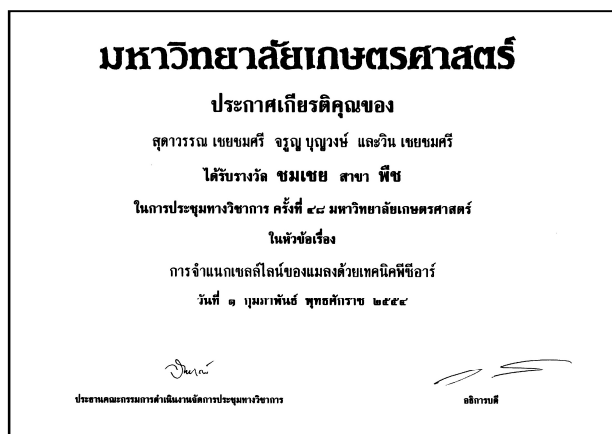 มหาวิทยาลัยเกษตรศาสตร์
ประกาศเกียรติคุณของ
สุดาวรรณ เชยชมศรี จรูญ บุญวงษ์ และวิน เชยชมศรี
ได้รับรางวัล ชมเชย สาขา พืช
ในการประชุมทางวิชาการ ครั้งที่ ๔๘ มหาวิทยาลัยเกษตรศาสตร์
ในหัวข้อเรื่อง
การจำแนกเซลล์ไลน์ของแมลงด้วยเทคนิคพีซีอาร์
วันที่ ๑ กุมภาพันธ์ พุทธศักราช ๒๕๕๔
ประธานคณะกรรมการดำเนินงานจัดการประชุมทางวิชาการ
อธิการบดี